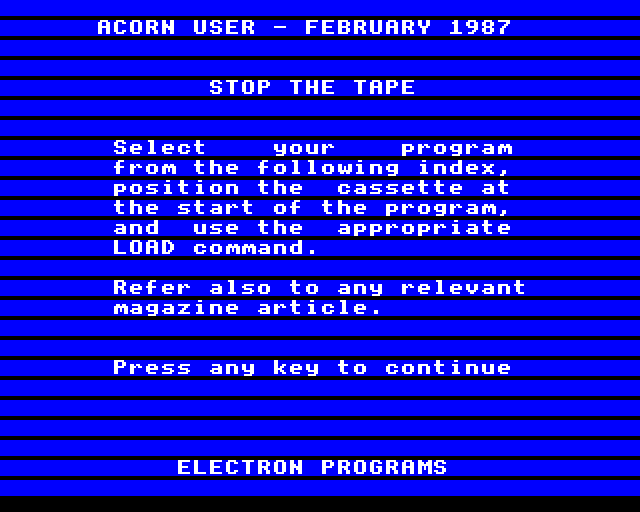 ACORN USER - FEBRUARY 1987
STOP THE TAPE
Select your program
from the following index,
position the cassette at
the start of the program,
and use the appropriate
LOAD command.
Refer also to any relevant
magazine article.
Press any key to continue
ELECTRON PROGRAMS